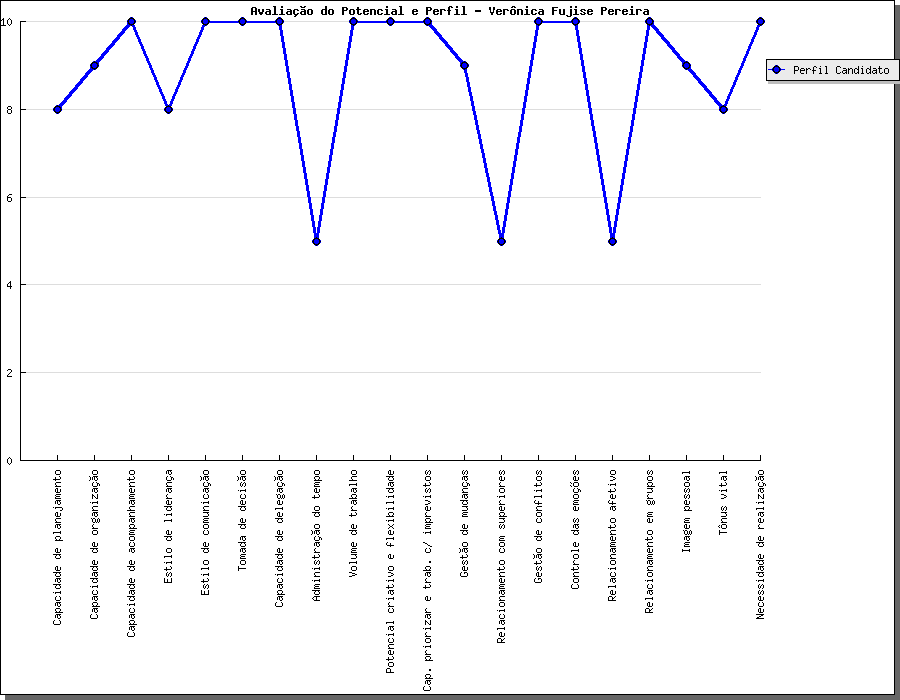 Avaliação do Potencial e Perfil - Verônica Fujise Pereira
10
8
6
4
2
0
Perfil Candidato
Capacidade de planejamento
Capacidade de organização
Capacidade de acompanhamento
Estilo de liderança
Estilo de comunicação
Tomada de decisão
Capacidade de delegação
Administração do tempo
Volume de trabalho
Potencial criativo e flexibilidade
Cap. priorizar e trab. c/ imprevistos
Gestão de mudanças
Relacionamento com superiores
Gestão de conflitos
Controle das emoções
Relacionamento afetivo
Relacionamento em grupos
Imagem pessoal
Tônus vital
Necessidade de realização